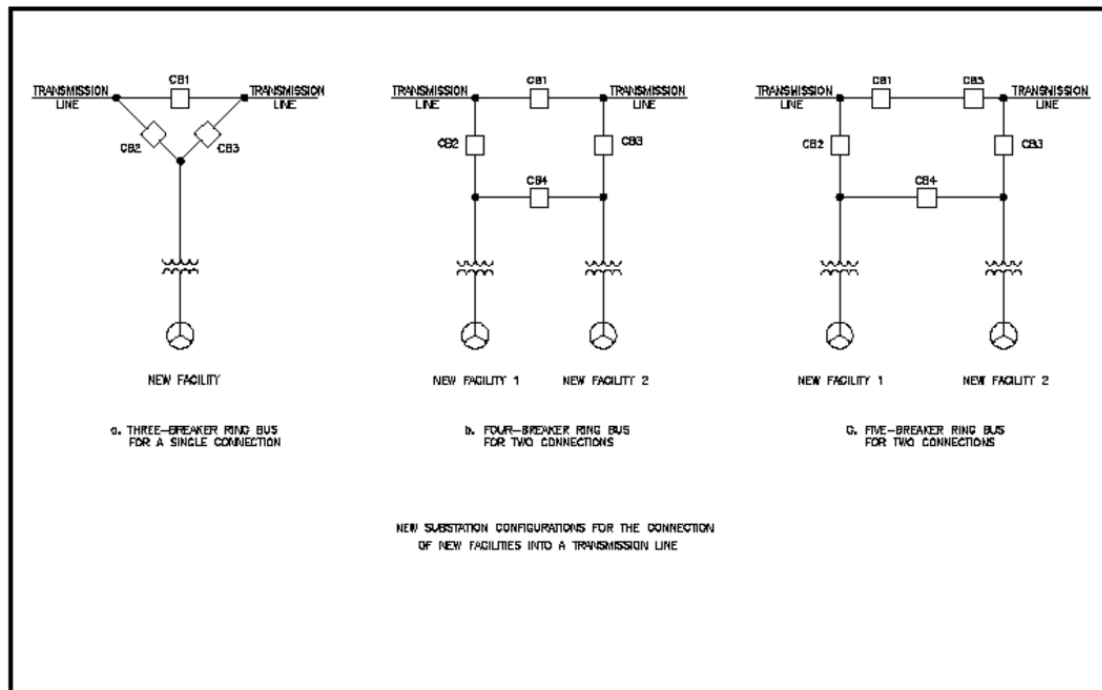 CB1
TRANSMISSION
LINE
TRANSMISSION
LINE
CB2
CB3
NEW FACILITY
a. THREE-BREAKER RING BUS
FOR A SINGLE CONNECTION
CB1
TRANSMISSION
LINE
TRANSMISSION
LINE
CB2
CB3
CB4
NEW FACILITY 1
NEW FACILITY 2
b. FOUR-BREAKER RING BUS
FOR TWO CONNECTIONS
CB1
CB5
TRANSMISSION
LINE
TRANSMISSION
LINE
CB2
CB3
CB4
NEW FACILITY 1
NEW FACILITY 2
C. FIVE-BREAKER RING BUS
FOR TWO CONNECTIONS
NEW SUBSTATION CONFIGURATIONS FOR THE CONNECTION
OF NEW FACILITIES INTO A TRANSMISSION LINE